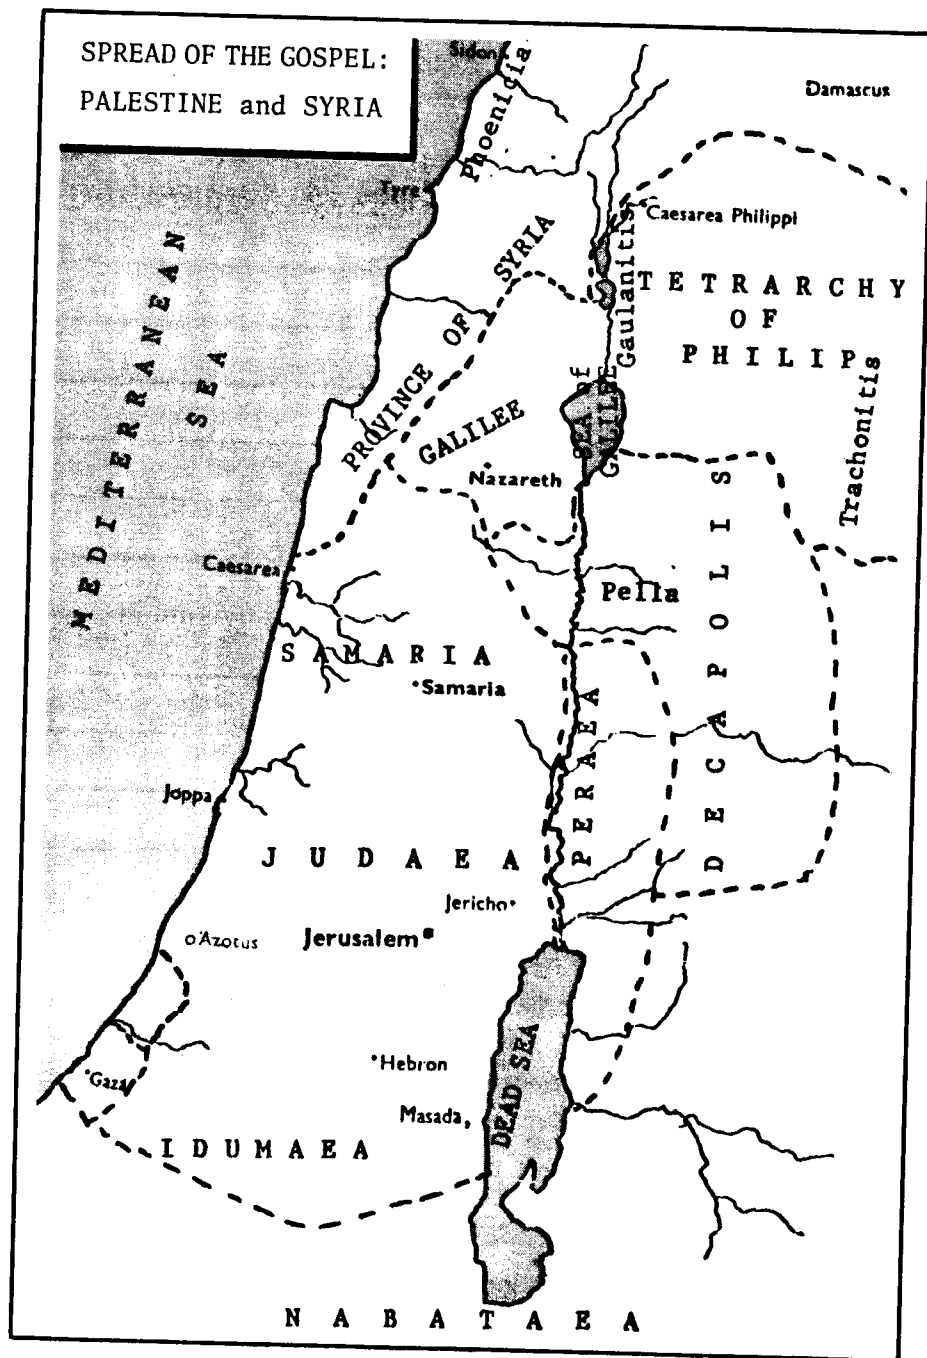 SPREAD OF THE GOSPEL:
PALESTINE and SYRIA
Sidon
Phoenicia
Damascus
Tyre
Caesarea Philippi
Gaulanitis
TETRARCHY
OF
PHILIP
Trachonitis
MEDITERRANEAN
SEA
PROVINCE OF SYRIA
GALILEE
SEA of
GALILEE
Nazareth
Caesarea
Pella
DECAPOLIS
SAMARIA
Samaria
PERAEA
Joppa
JUDAEA
Jericho
Azotus
Jerusalem
Hebron
Gaza
Masada
DEAD SEA
IDUMAEA
NABATAEA